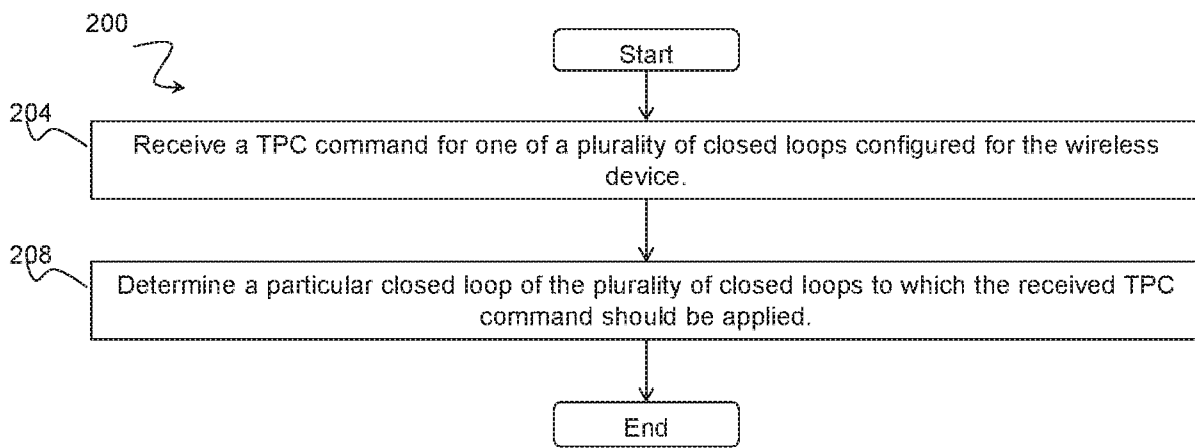 200
Start
204
Receive a TPC command for one of a plurality of closed loops configured for the wireless
device.
208
Determine a particular closed loop of the plurality of closed loops to which the received TPC
command should be applied.
End